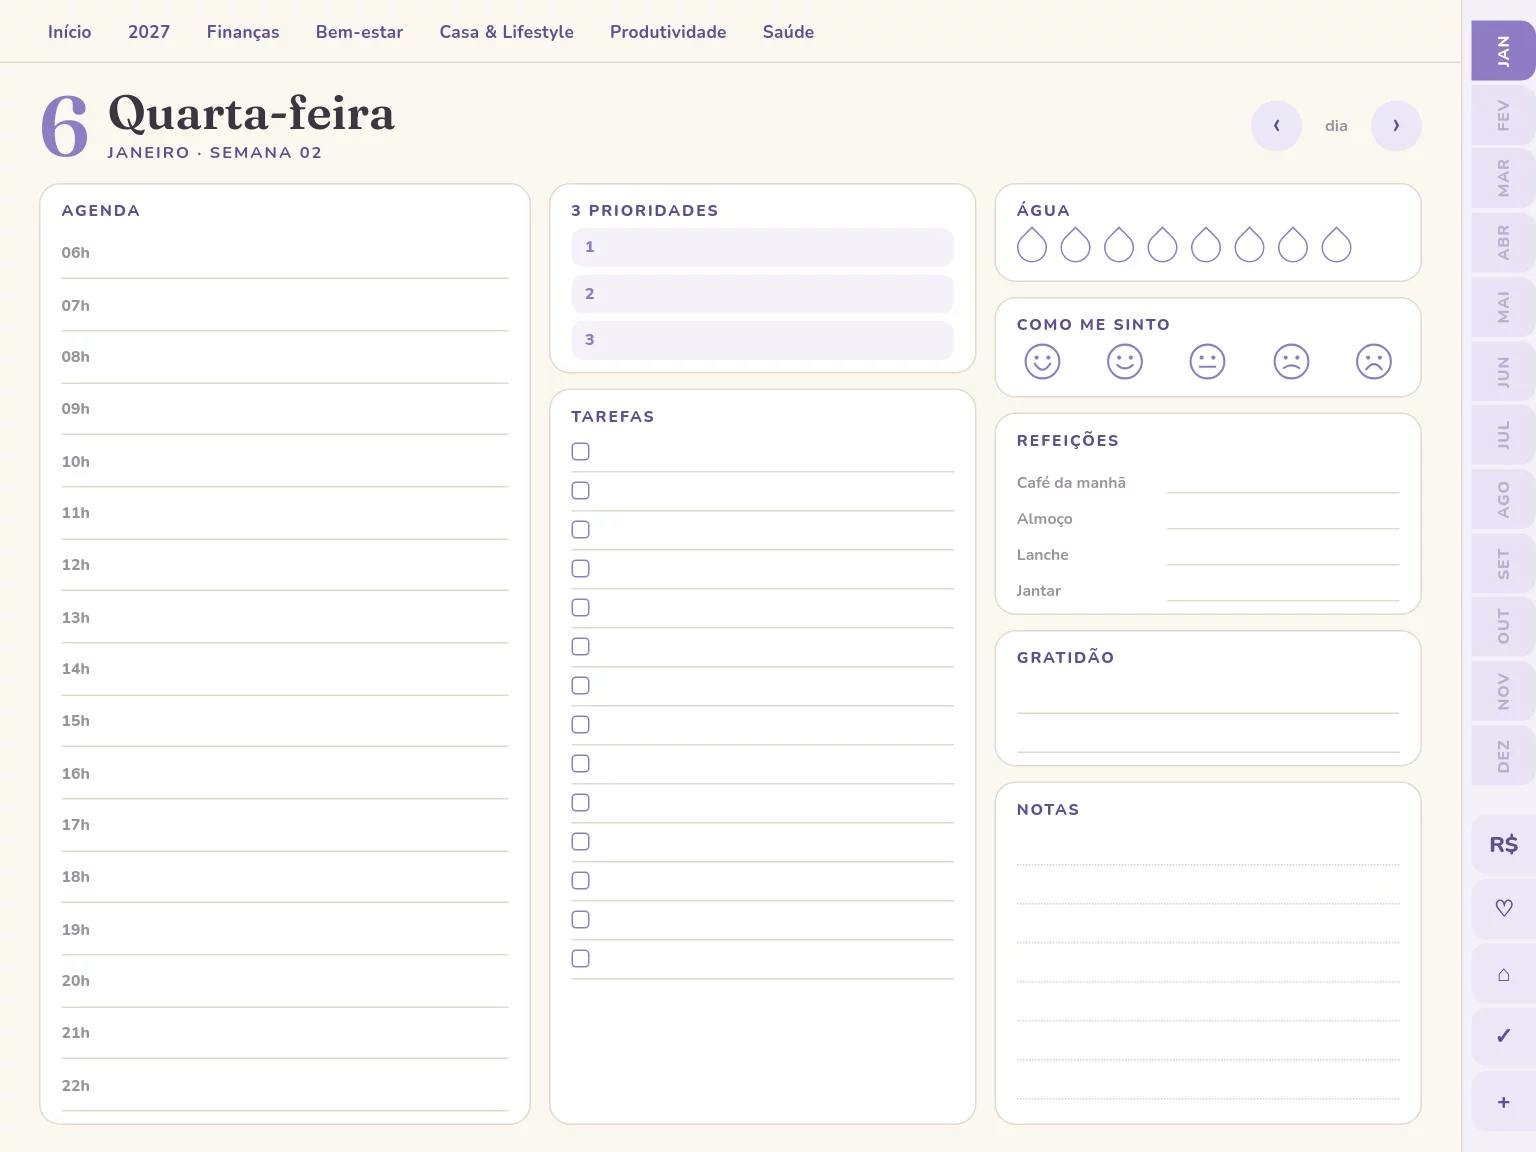 Início 2027 Finanças Bem-estar Casa & Lifestyle Produtividade Saúde
6 Quarta-feira
JANEIRO · SEMANA 02
‹ dia ›
AGENDA
06h
07h
08h
09h
10h
11h
12h
13h
14h
15h
16h
17h
18h
19h
20h
21h
22h
3 PRIORIDADES
1
2
3
TAREFAS
ÁGUA
COMO ME SINTO
REFEIÇÕES
Café da manhã
Almoço
Lanche
Jantar
GRATIDÃO
NOTAS
JAN
FEV
MAR
ABR
MAI
JUN
JUL
AGO
SET
OUT
NOV
DEZ
R$
♡
⌂
✓
+